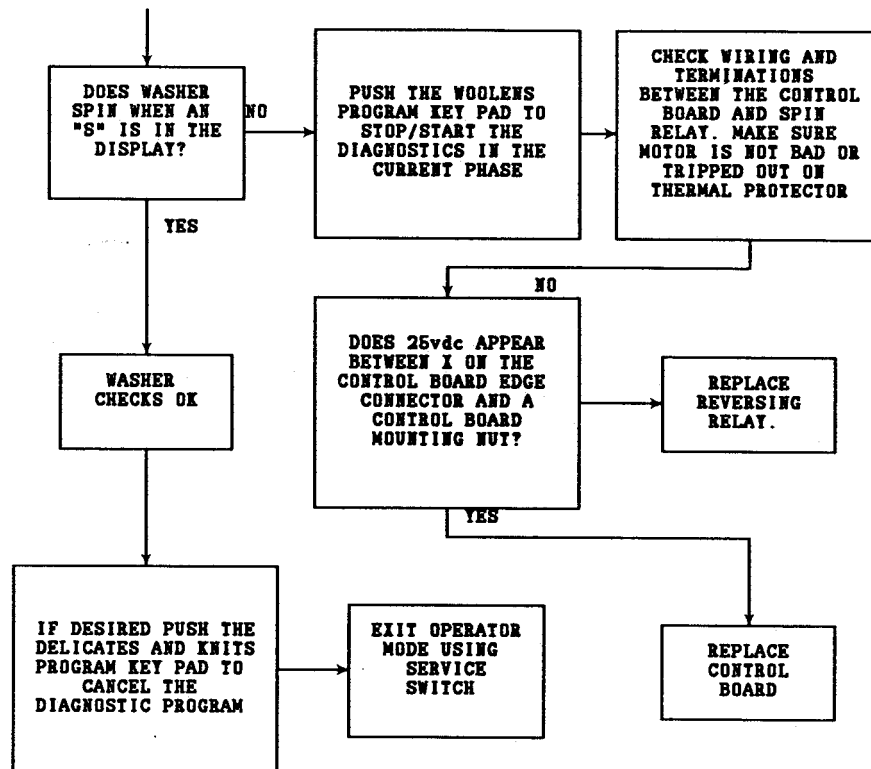 DOES WASHER
SPIN WHEN AN
"S" IS IN THE
DISPLAY?
NO
PUSH THE WOOLENS
PROGRAM KEY PAD TO
STOP/START THE
DIAGNOSTICS IN THE
CURRENT PHASE
CHECK WIRING AND
TERMINATIONS
BETWEEN THE CONTROL
BOARD AND SPIN
RELAY. MAKE SURE
MOTOR IS NOT BAD OR
TRIPPED OUT ON
THERMAL PROTECTOR
YES
NO
WASHER
CHECKS OK
DOES 25vdc APPEAR
BETWEEN X ON THE
CONTROL BOARD EDGE
CONNECTOR AND A
CONTROL BOARD
MOUNTING NUT?
REPLACE
REVERSING
RELAY.
YES
IF DESIRED PUSH THE
DELICATES AND KNITS
PROGRAM KEY PAD TO
CANCEL THE
DIAGNOSTIC PROGRAM
EXIT OPERATOR
MODE USING
SERVICE
SWITCH
REPLACE
CONTROL
BOARD